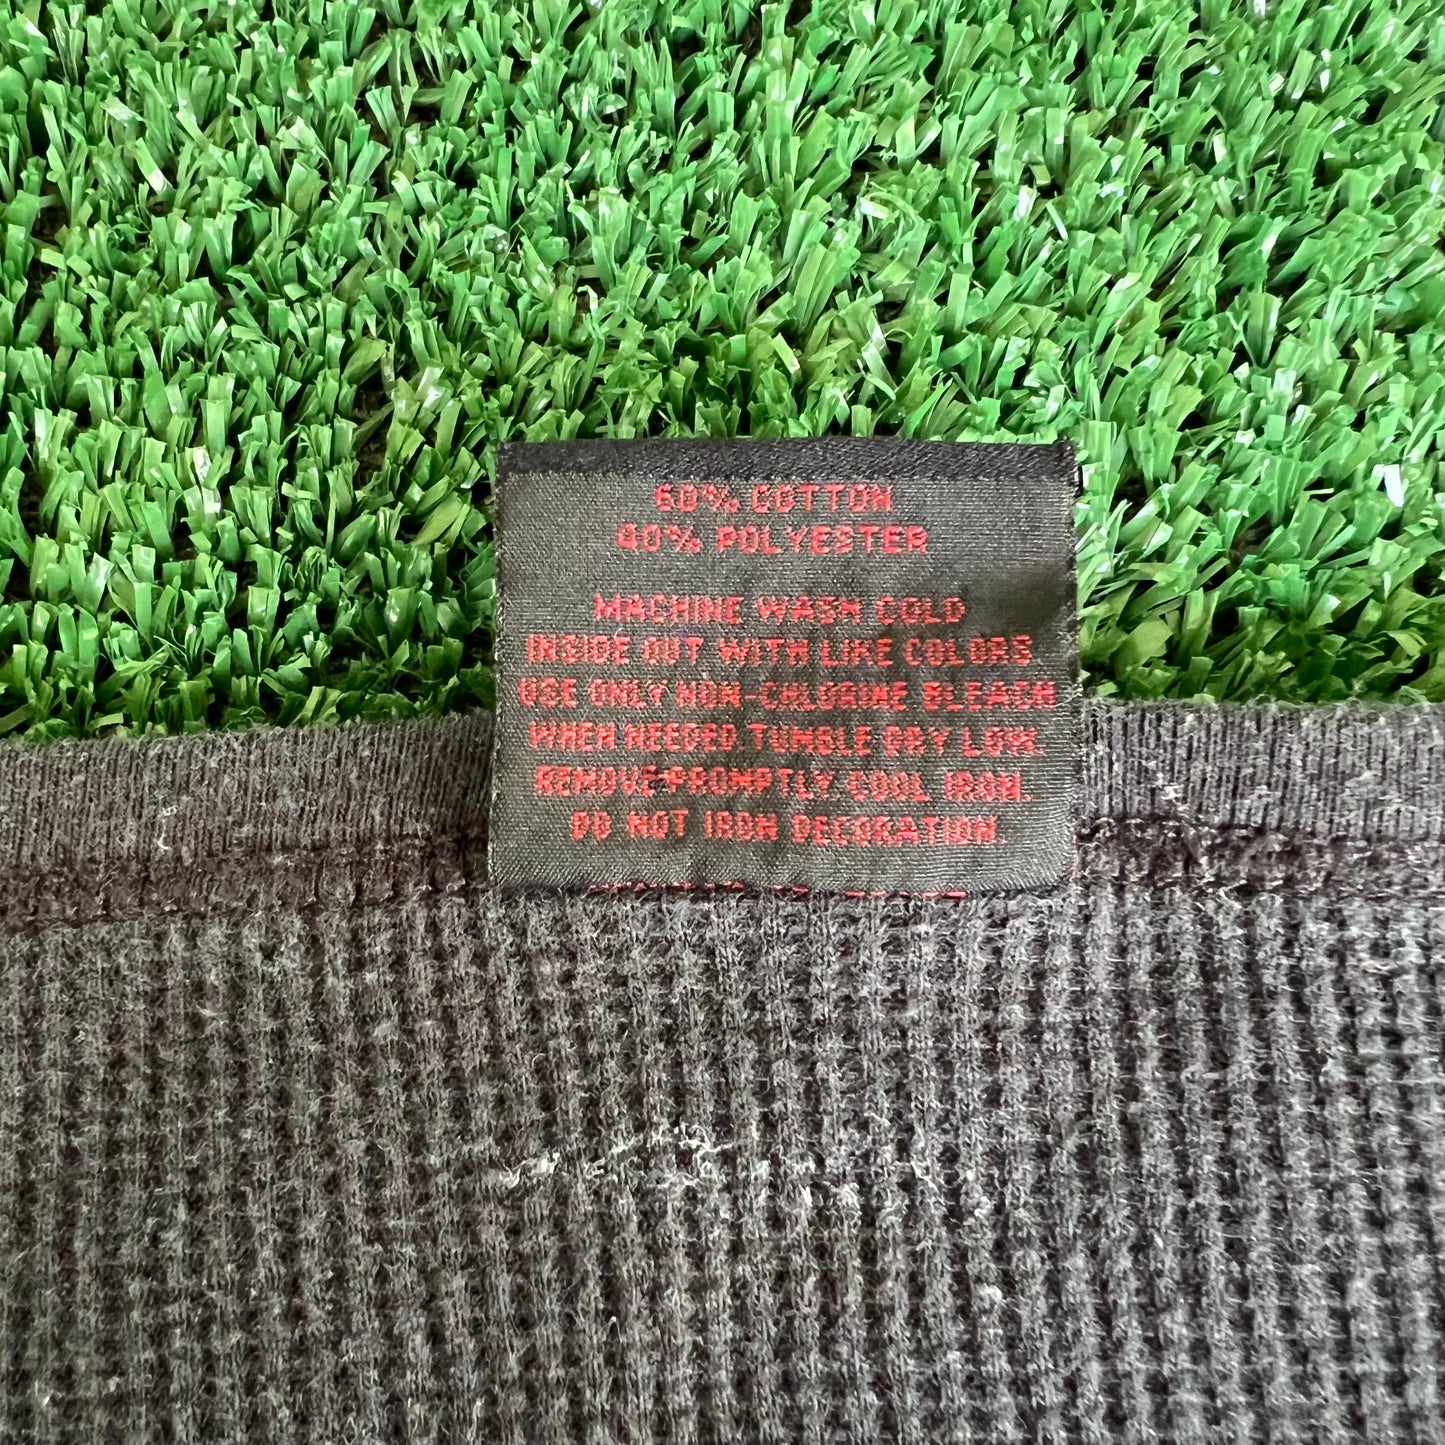 60% COTTON
40% POLYESTER
MACHINE WASH COLD
INSIDE OUT WITH LIKE COLORS
USE ONLY NON-CHLORINE BLEACH
WHEN NEEDED. TUMBLE DRY LOW.
REMOVE PROMPTLY. COOL IRON.
DO NOT IRON DECORATION.